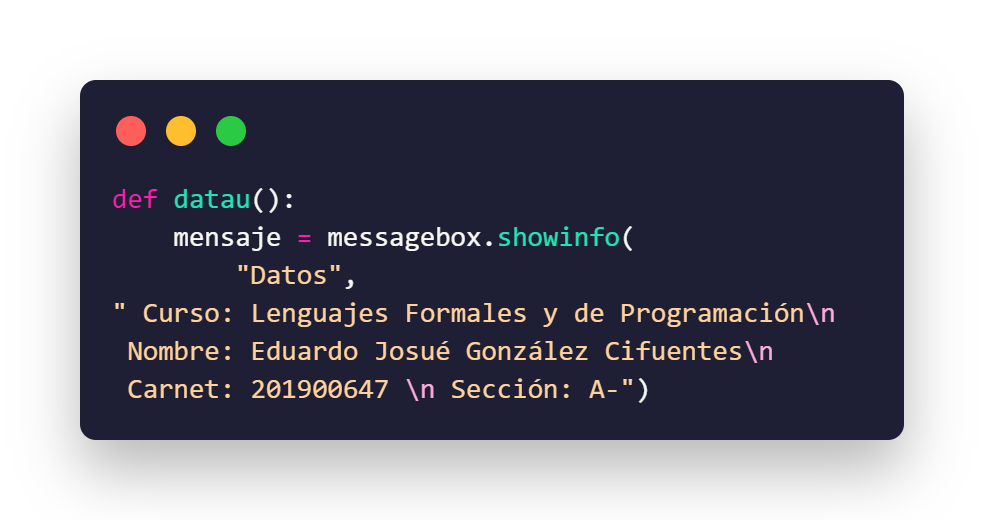 def datau():
    mensaje = messagebox.showinfo(
        "Datos",
" Curso: Lenguajes Formales y de Programación\n
 Nombre: Eduardo Josué González Cifuentes\n
 Carnet: 201900647 \n Sección: A-")